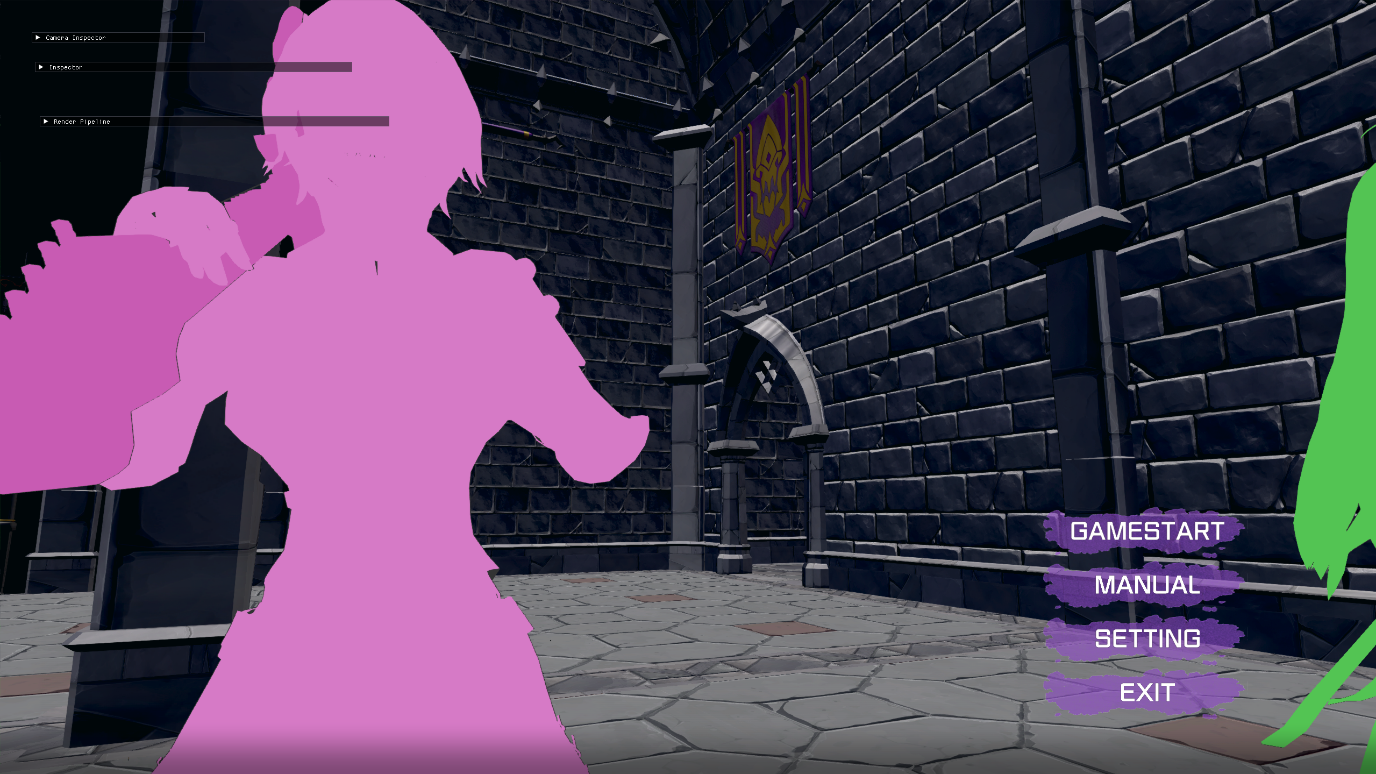 Camera Inspector
Inspector
Render Pipeline
GAMESTART
MANUAL
SETTING
EXIT